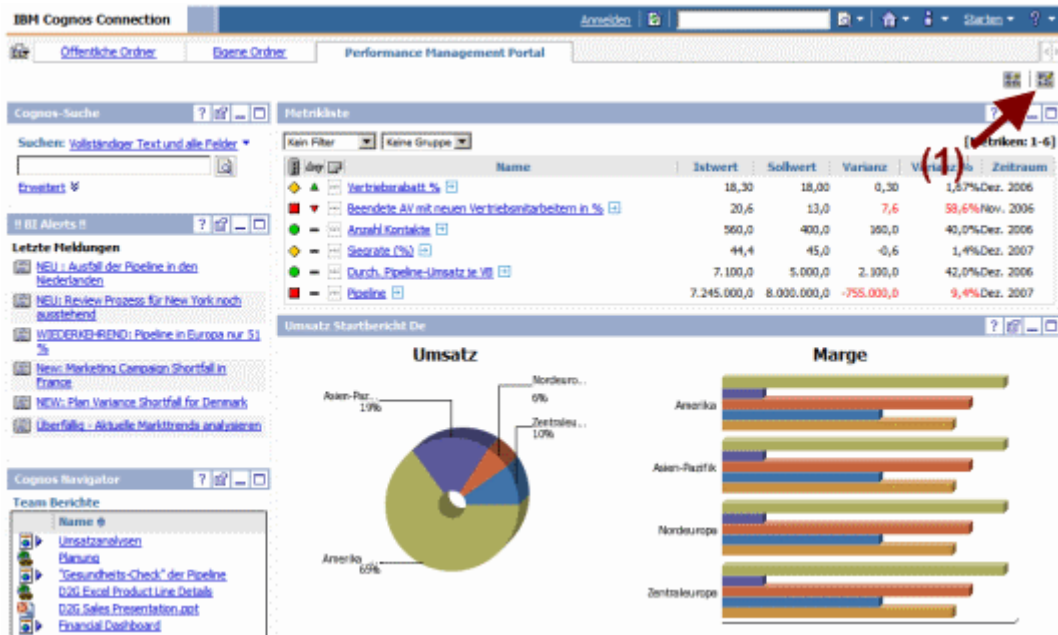 IBM Cognos Connection
Anmelden
Starten
Öffentliche Ordner Eigene Ordner Performance Management Portal
Cognos-Suche
Suchen: Vollständiger Text und alle Felder
Erweitert
!! BI Alerts !!
Letzte Meldungen
NEU : Ausfall der Pipeline in den
Niederlanden
NEU: Review Prozess für New York noch
ausstehend
WIEDERKEHREND: Pipeline in Europa nur 51
%
New: Marketing Campaign Shortfall in
France
NEW: Plan Variance Shortfall for Denmark
Überfällig - Aktuelle Markttrends analysieren
Cognos Navigator
Team Berichte
Name
Umsatzanalysen
Planung
"Gesundheits-Check" der Pipeline
D2G Excel Product Line Details
D2G Sales Presentation.ppt
Financial Dashboard
Metrikliste
(1)
Kein Filter Keine Gruppe [Metriken: 1-6]
Name Istwert Sollwert Varianz Varianz % Zeitraum
Vertriebsrabatt % 18,30 18,00 0,30 1,67% Dez. 2006
Beendete AV mit neuen Vertriebsmitarbeitern in % 20,6 13,0 7,6 58,6% Nov. 2006
Anzahl Kontakte 560,0 400,0 160,0 40,0% Dez. 2006
Siegrate (%) 44,4 45,0 -0,6 1,4% Dez. 2007
Durch. Pipeline-Umsatz je VB 7.100,0 5.000,0 2.100,0 42,0% Dez. 2006
Pipeline 7.245.000,0 8.000.000,0 -755.000,0 9,4% Dez. 2007
Umsatz Startbericht De
Umsatz
Nordeuro...
6%
Asien-Paz...
19%
Zentraleu...
10%
Amerika
65%
Marge
Amerika
Asien-Pazifik
Nordeuropa
Zentraleuropa